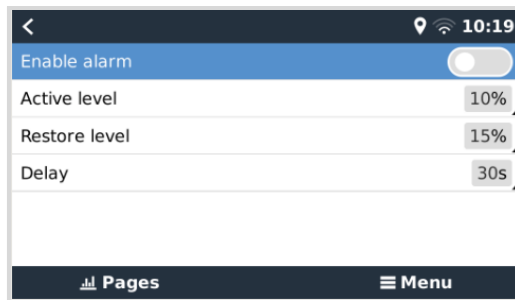 10:19
Enable alarm
Active level 10%
Restore level 15%
Delay 30s
Pages Menu